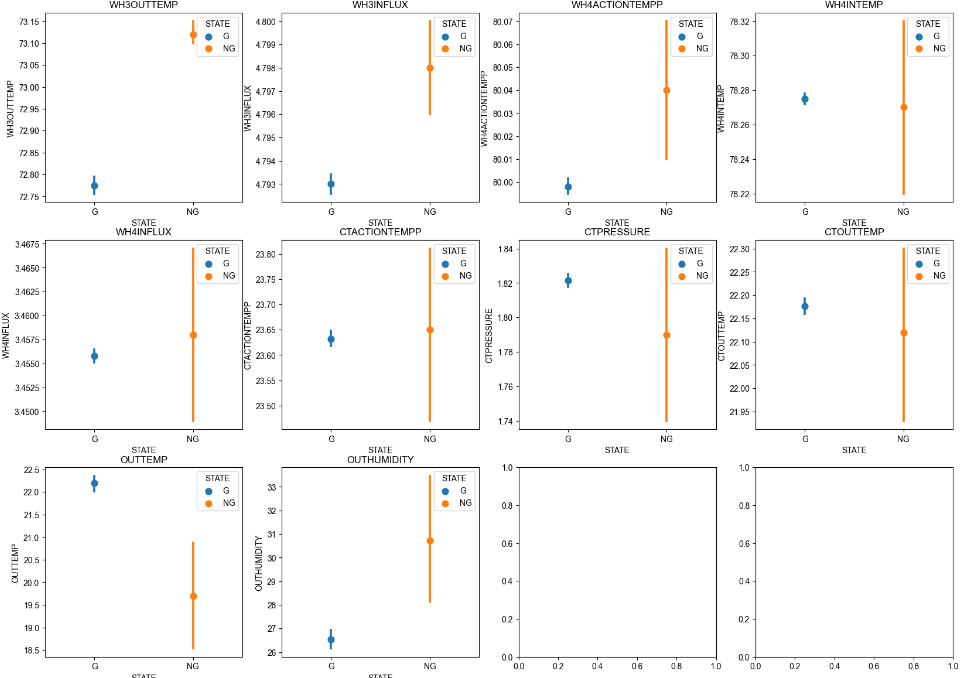 WH3OUTTEMP
WH3OUTTEMP
73.15
73.10
73.05
73.00
72.95
72.90
72.85
72.80
72.75
STATE
G
NG
G
NG
STATE
WH3INFLUX
WH3INFLUX
4.800
4.799
4.798
4.797
4.796
4.795
4.794
4.793
STATE
G
NG
G
NG
STATE
WH4ACTIONTEMPP
WH4ACTIONTEMPP
80.07
80.06
80.05
80.04
80.03
80.02
80.01
80.00
STATE
G
NG
G
NG
STATE
WH4INTEMP
WH4INTEMP
78.32
78.30
78.28
78.26
78.24
78.22
STATE
G
NG
G
NG
STATE
WH4INFLUX
WH4INFLUX
3.4675
3.4650
3.4625
3.4600
3.4575
3.4550
3.4525
3.4500
STATE
G
NG
G
NG
STATE
CTACTIONTEMPP
CTACTIONTEMPP
23.80
23.75
23.70
23.65
23.60
23.55
23.50
STATE
G
NG
G
NG
STATE
CTPRESSURE
CTPRESSURE
1.84
1.82
1.80
1.78
1.76
1.74
STATE
G
NG
G
NG
STATE
CTOUTTEMP
CTOUTTEMP
22.30
22.25
22.20
22.15
22.10
22.05
22.00
21.95
STATE
G
NG
G
NG
STATE
OUTTEMP
OUTTEMP
22.5
22.0
21.5
21.0
20.5
20.0
19.5
19.0
18.5
STATE
G
NG
G
NG
STATE
OUTHUMIDITY
OUTHUMIDITY
33
32
31
30
29
28
27
26
STATE
G
NG
G
NG
STATE
1.0
0.8
0.6
0.4
0.2
0.0
0.0 0.2 0.4 0.6 0.8 1.0
1.0
0.8
0.6
0.4
0.2
0.0
0.0 0.2 0.4 0.6 0.8 1.0